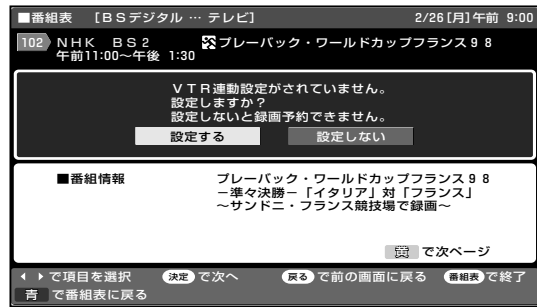 ■番組表 [BSデジタル … テレビ] 2/26[月]午前 9:00
102 NHK BS2 プレーバック・ワールドカップフランス98
午前11:00~午後 1:30
VTR連動設定がされていません。
設定しますか?
設定しないと録画予約できません。
設定する 設定しない
■番組情報 プレーバック・ワールドカップフランス98
-準々決勝-「イタリア」対「フランス」
~サンドニ・フランス競技場で録画~
黄 で次ページ
で項目を選択 決定 で次へ 戻る で前の画面に戻る 番組表 で終了
青 で番組表に戻る